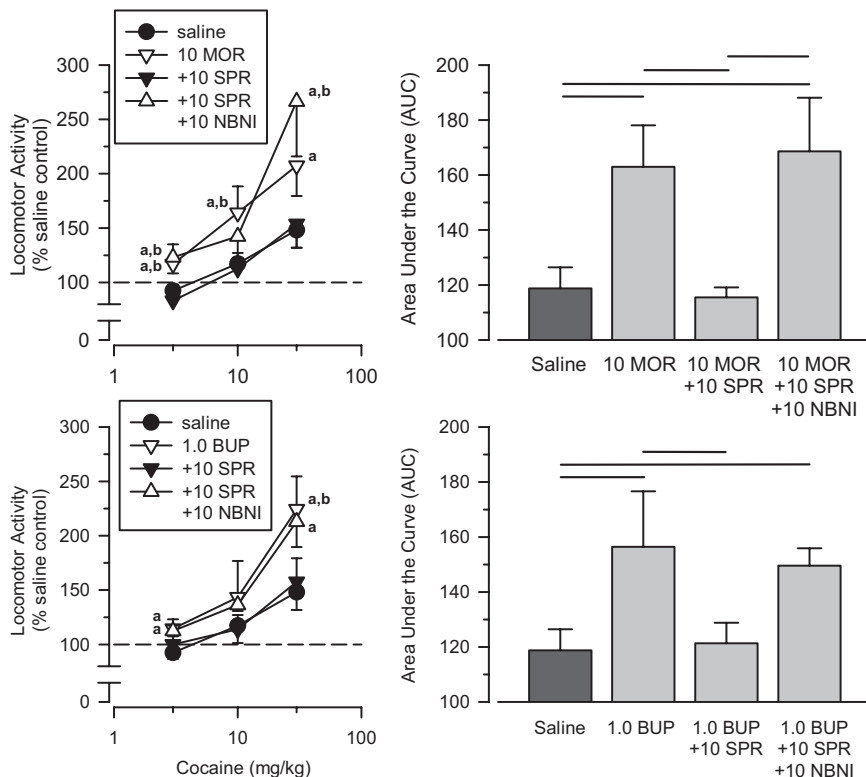 saline
10 MOR
+10 SPR
+10 SPR
+10 NBNI
Locomotor Activity
(% saline control)
300
250
200
150
100
0
a,b
a
a,b
a,b
a,b
1
10
100
Area Under the Curve (AUC)
200
180
160
140
120
100
Saline
10 MOR
10 MOR
+10 SPR
10 MOR
+10 SPR
+10 NBNI
saline
1.0 BUP
+10 SPR
+10 SPR
+10 NBNI
Locomotor Activity
(% saline control)
300
250
200
150
100
0
a,b
a
a
a
1
10
100
Cocaine (mg/kg)
Area Under the Curve (AUC)
200
180
160
140
120
100
Saline
1.0 BUP
1.0 BUP
+10 SPR
1.0 BUP
+10 SPR
+10 NBNI